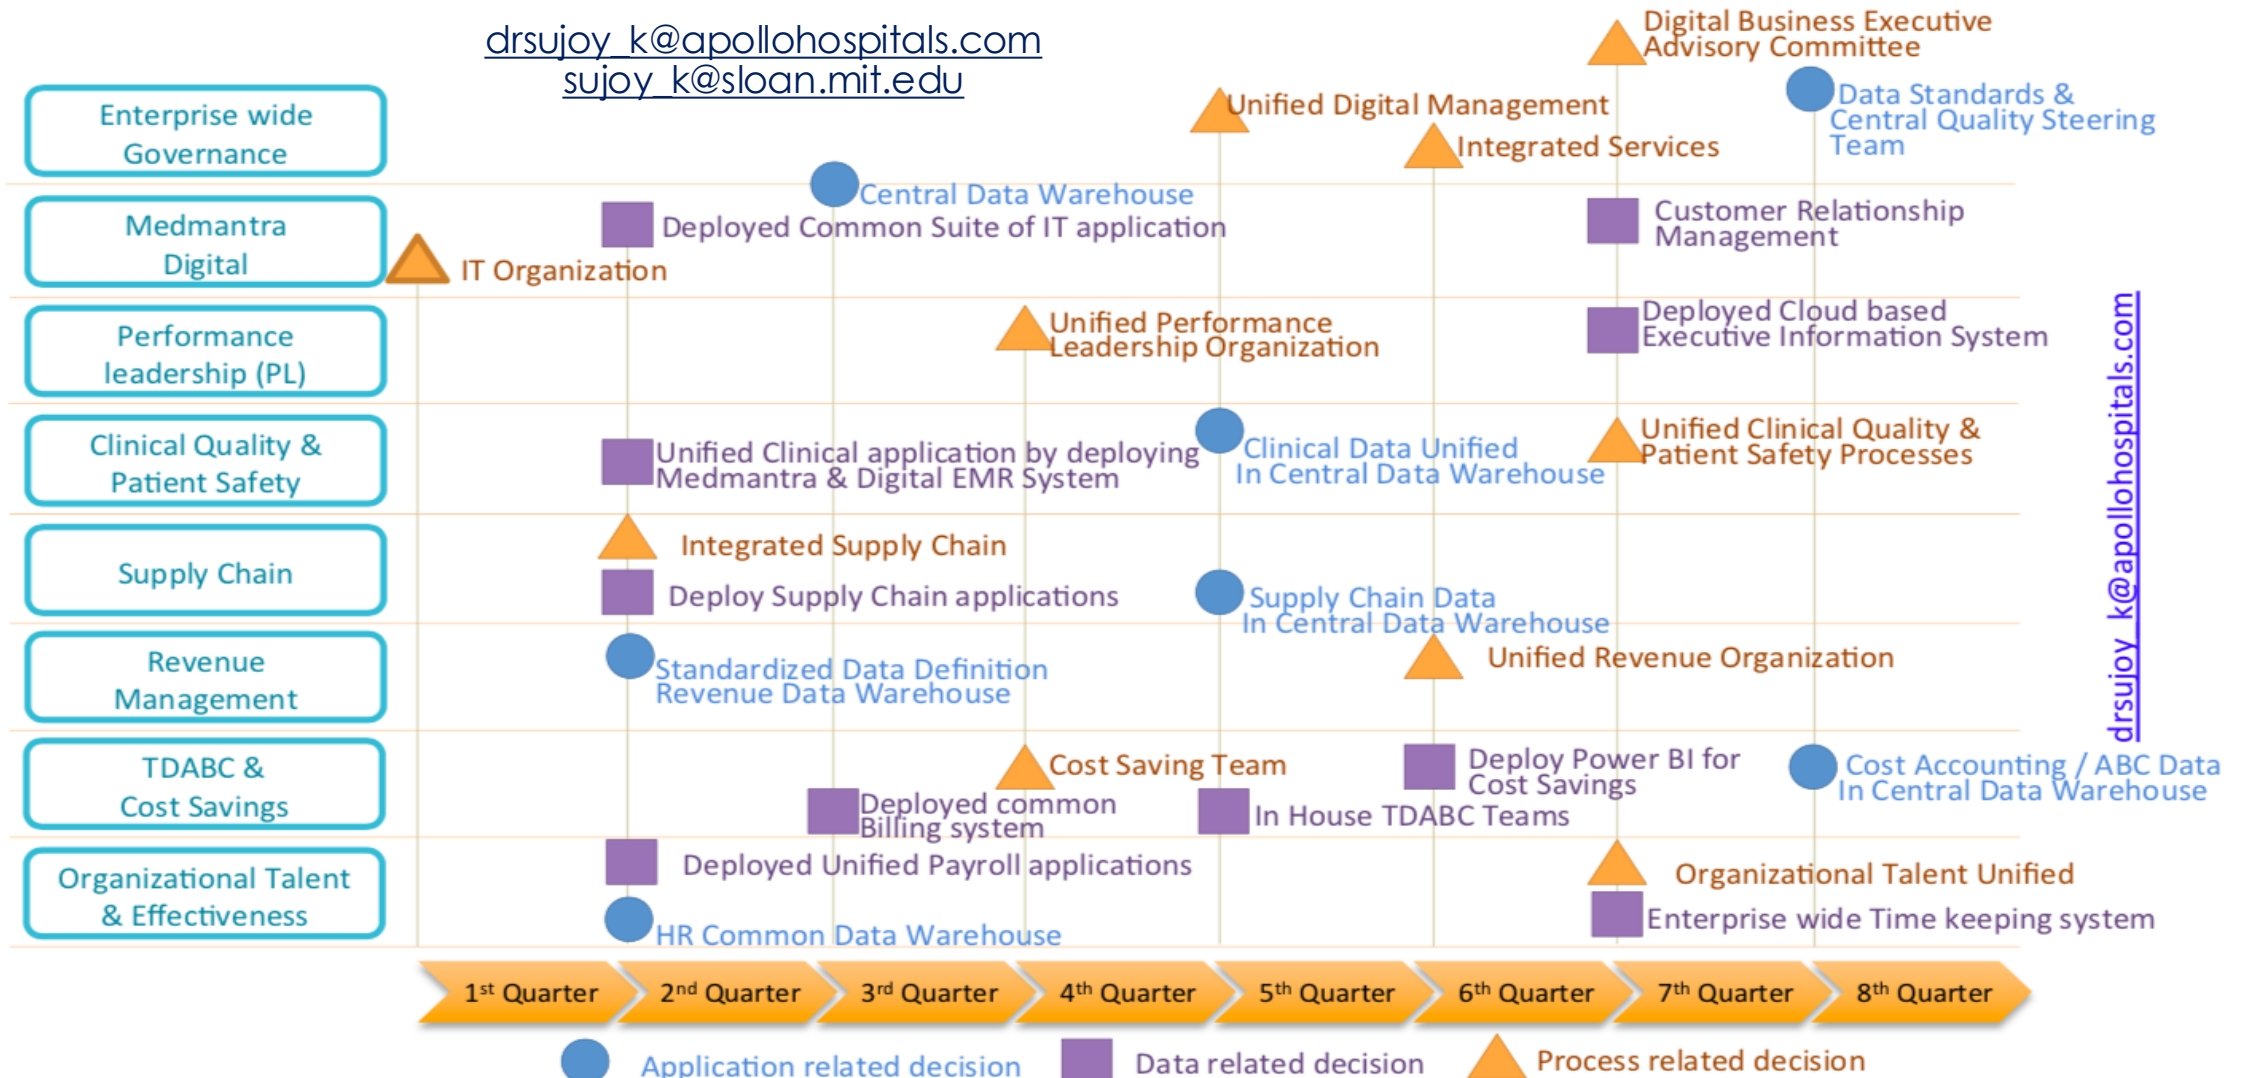 drsujoy_k@apollohospitals.com
sujoy_k@sloan.mit.edu
Digital Business Executive
Advisory Committee
Enterprise wide
Governance
Unified Digital Management
Integrated Services
Data Standards &
Central Quality Steering
Team
Central Data Warehouse
Medmantra
Digital
IT Organization
Deployed Common Suite of IT application
Customer Relationship
Management
Performance
leadership (PL)
Unified Performance
Leadership Organization
Deployed Cloud based
Executive Information System
Clinical Quality &
Patient Safety
Unified Clinical application by deploying
Medmantra & Digital EMR System
Clinical Data Unified
In Central Data Warehouse
Unified Clinical Quality &
Patient Safety Processes
Supply Chain
Integrated Supply Chain
Deploy Supply Chain applications
Supply Chain Data
In Central Data Warehouse
Revenue
Management
Standardized Data Definition
Revenue Data Warehouse
Unified Revenue Organization
TDABC &
Cost Savings
Cost Saving Team
Deployed common
Billing system
In House TDABC Teams
Deploy Power BI for
Cost Savings
Cost Accounting / ABC Data
In Central Data Warehouse
Organizational Talent
& Effectiveness
Deployed Unified Payroll applications
HR Common Data Warehouse
Organizational Talent Unified
Enterprise wide Time keeping system
drsujoy_k@apollohospitals.com
1st Quarter
2nd Quarter
3rd Quarter
4th Quarter
5th Quarter
6th Quarter
7th Quarter
8th Quarter
Application related decision
Data related decision
Process related decision